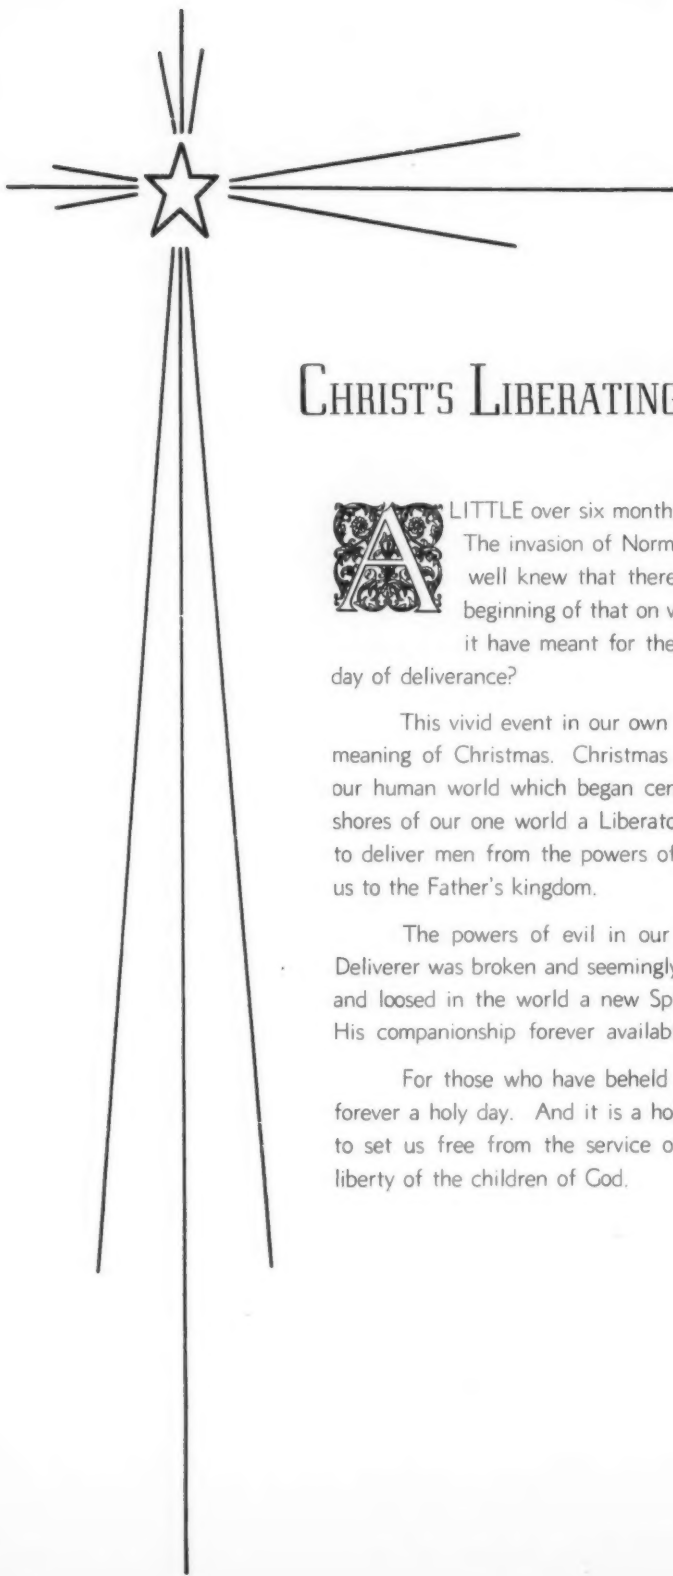 CHRIST'S LIBERATING
A LITTLE over six month
The invasion of Norm
well knew that there
beginning of that on
it have meant for the
day of deliverance?
This vivid event in our own
meaning of Christmas. Christmas
our human world which began cen
shores of our one world a Liberato
to deliver men from the powers of
us to the Father's kingdom.
The powers of evil in our
Deliverer was broken and seemingly
and loosed in the world a new Sp
His companionship forever availab
For those who have beheld
forever a holy day. And it is a ho
to set us free from the service o
liberty of the children of God.